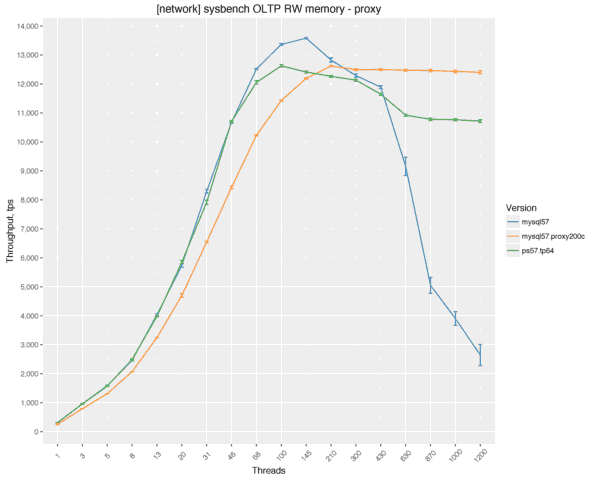 [network] sysbench OLTP RW memory - proxy
14,000
13,000
12,000
11,000
10,000
9,000
8,000
7,000
6,000
5,000
4,000
3,000
2,000
1,000
0
Throughput, tps
1 3 5 8 13 20 31 46 68 100 145 210 300 430 630 870 1000 1200
Threads
Version
mysql57
mysql57.proxy200c
ps57.tp64